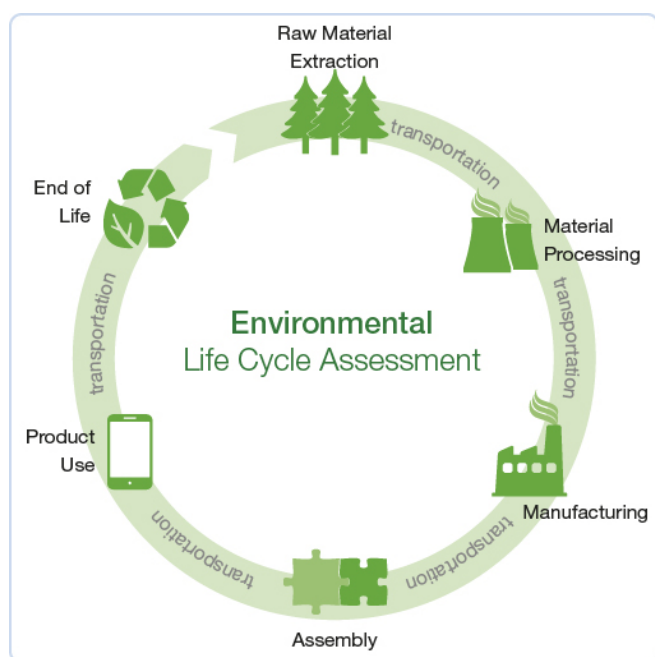 Raw Material
Extraction
transportation
Material
Processing
transportation
Manufacturing
transportation
Assembly
transportation
Product
Use
transportation
End of
Life
Environmental
Life Cycle Assessment